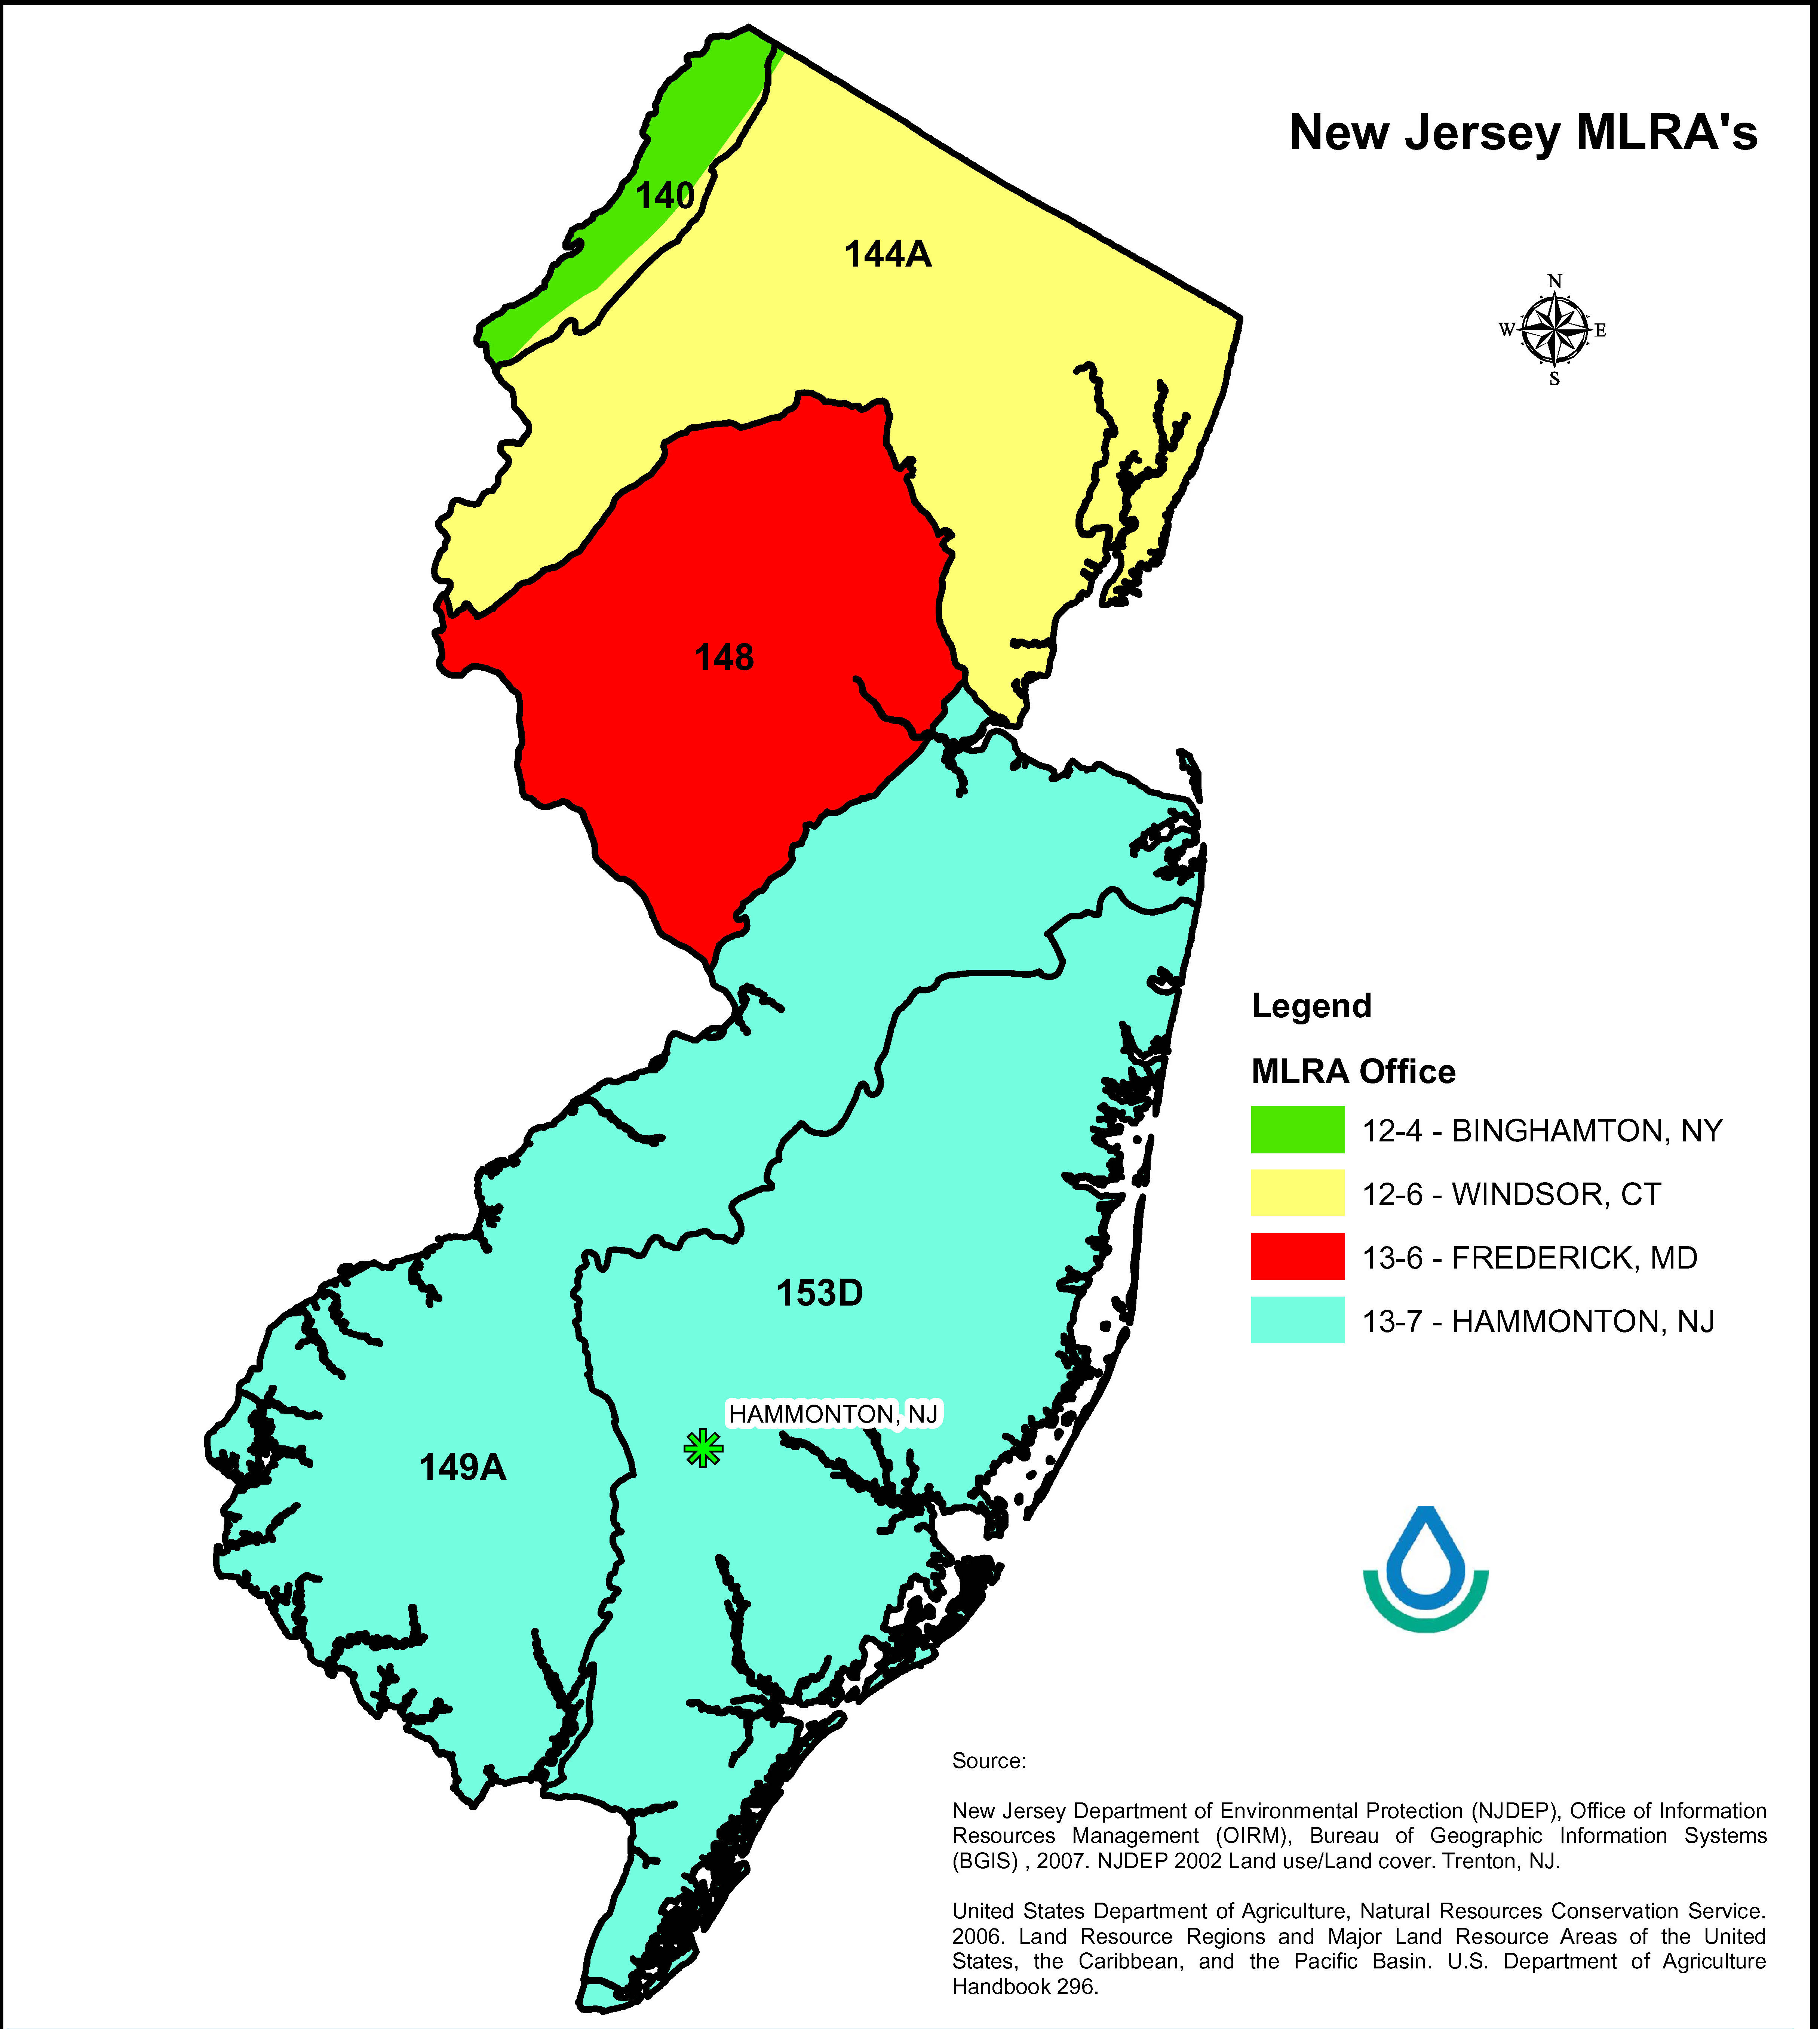 New Jersey MLRA's
140
144A
N
W E
S
148
Legend
MLRA Office
12-4 - BINGHAMTON, NY
12-6 - WINDSOR, CT
13-6 - FREDERICK, MD
13-7 - HAMMONTON, NJ
153D
HAMMONTON, NJ
149A
Source:
New Jersey Department of Environmental Protection (NJDEP), Office of Information
Resources Management (OIRM), Bureau of Geographic Information Systems
(BGIS) , 2007. NJDEP 2002 Land use/Land cover. Trenton, NJ.
United States Department of Agriculture, Natural Resources Conservation Service.
2006. Land Resource Regions and Major Land Resource Areas of the United
States, the Caribbean, and the Pacific Basin. U.S. Department of Agriculture
Handbook 296.